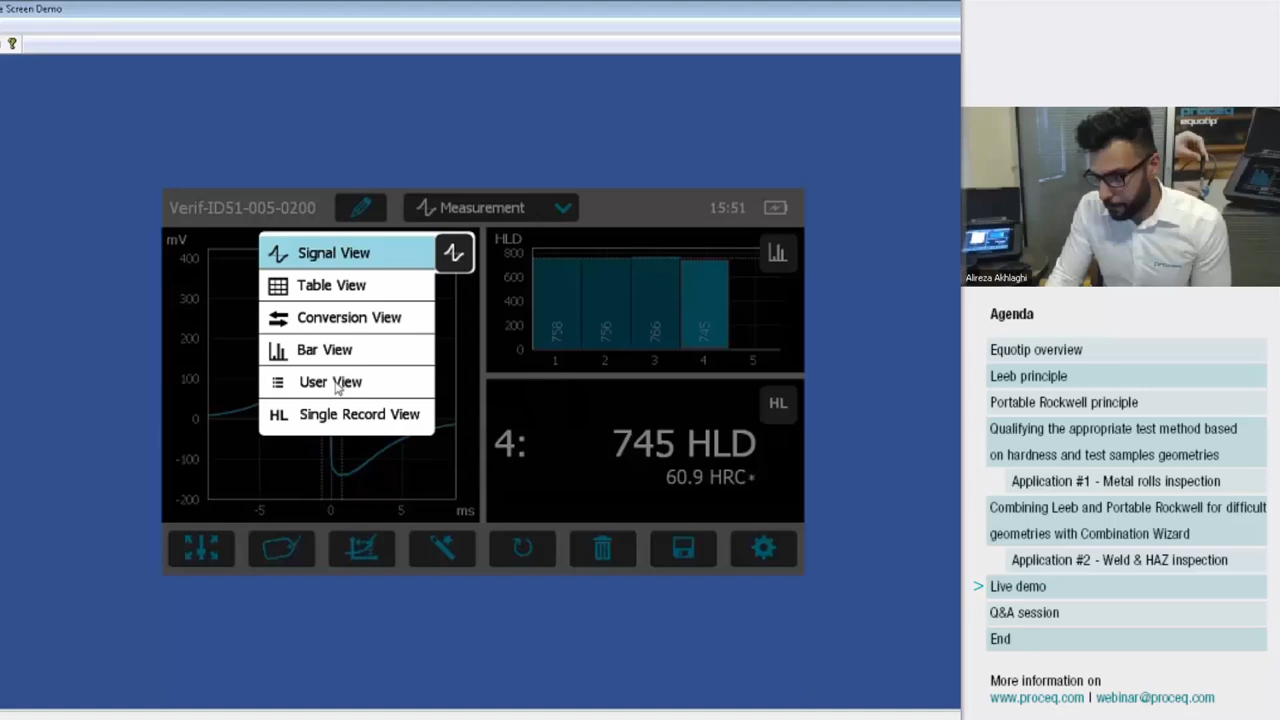 e Screen Demo
?
Verif-ID51-005-0200
Measurement
15:51
mV
400
300
200
100
0
-100
-200
-5
0
5
ms
Signal View
Table View
Conversion View
Bar View
User View
HL Single Record View
HLD
800
600
400
200
0
758
756
766
745
1
2
3
4
5
HL
4: 745 HLD
60.9 HRC*
proceq
equotip
Alireza Akhlaghi
Agenda
Equotip overview
Leeb principle
Portable Rockwell principle
Qualifying the appropriate test method based
on hardness and test samples geometries
Application #1 - Metal rolls inspection
Combining Leeb and Portable Rockwell for difficult
geometries with Combination Wizard
Application #2 - Weld & HAZ inspection
> Live demo
Q&A session
End
More information on
www.proceq.com | webinar@proceq.com